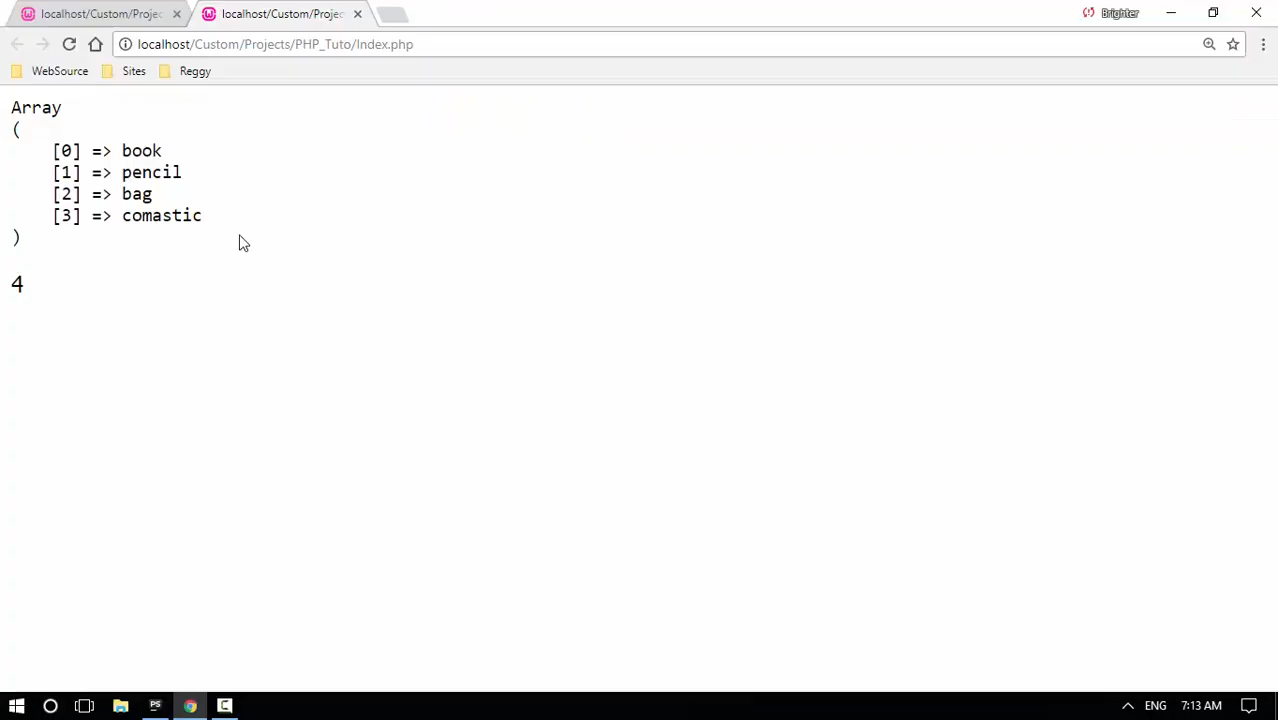 localhost/Custom/Projec
localhost/Custom/Projec
Brighter
localhost/Custom/Projects/PHP_Tuto/Index.php
WebSource
Sites
Reggy
Array
(
[0] => book
[1] => pencil
[2] => bag
[3] => comastic
)
4
PS
ENG
7:13 AM